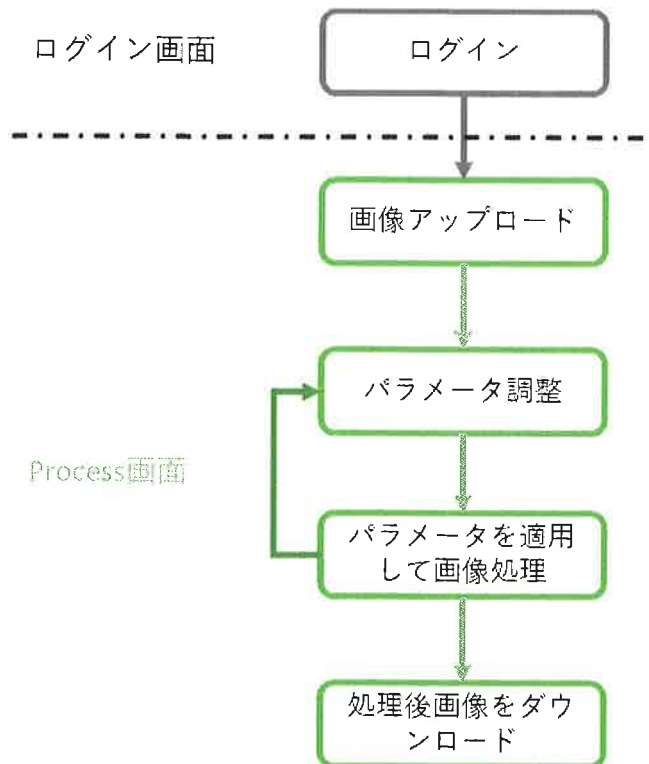 ログイン画面
ログイン
画像アップロード
パラメータ調整
Process画面
パラメータを適用
して画像処理
処理後画像をダウ
ンロード